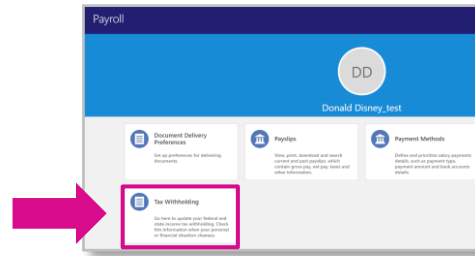 Payroll
DD
Donald Disney_test
Document Delivery
Preferences
Set up preferences for delivering
documents.
Payslips
View, print, download and search
current and past payslips, which
contain gross pay, net pay, taxes and
other information.
Payment Methods
Define and prioritize salary payments
details, such as payment type,
payment amount and bank accounts
details.
Tax Withholding
Go here to update your federal and
state income tax withholding. Check
this information when your personal
or financial situation changes.